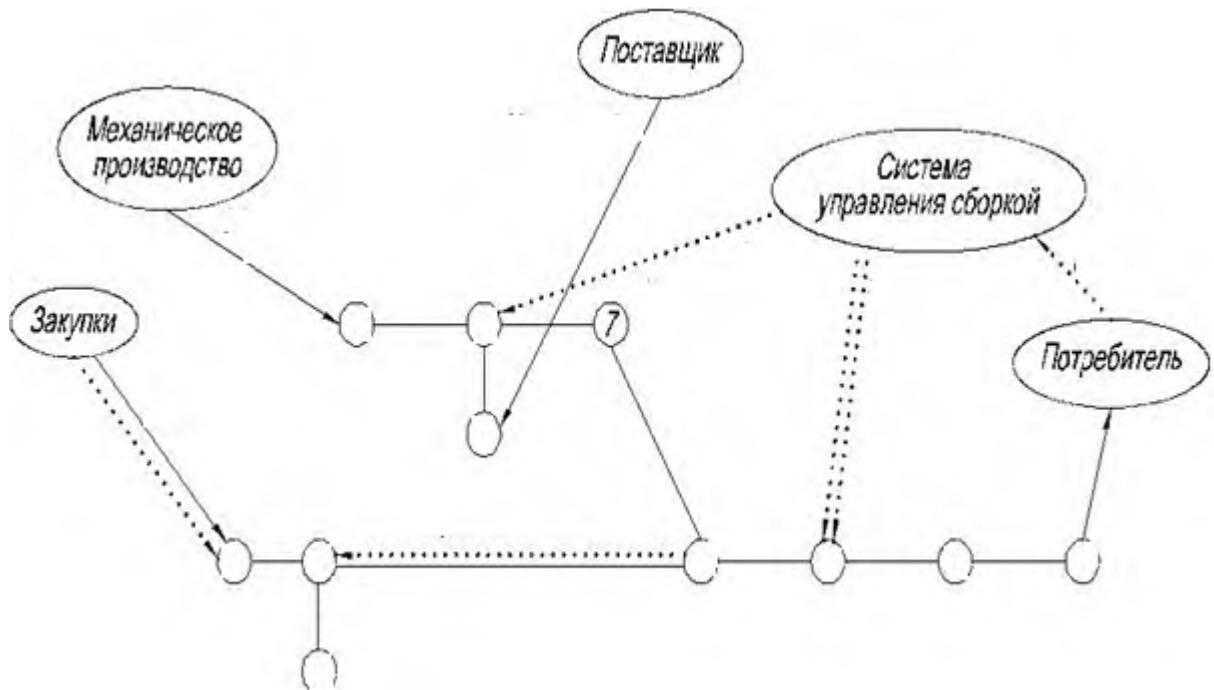 Поставщик
Механическое
производство
Система
управления сборкой
Закупки
7
Потребитель